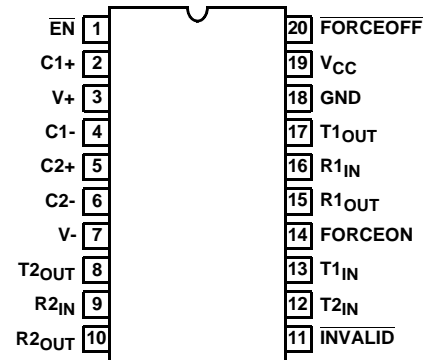 EN 1 20 FORCEOFF
C1+ 2 19 VCC
V+ 3 18 GND
C1- 4 17 T1OUT
C2+ 5 16 R1IN
C2- 6 15 R1OUT
V- 7 14 FORCEON
T2OUT 8 13 T1IN
R2IN 9 12 T2IN
R2OUT 10 11 INVALID